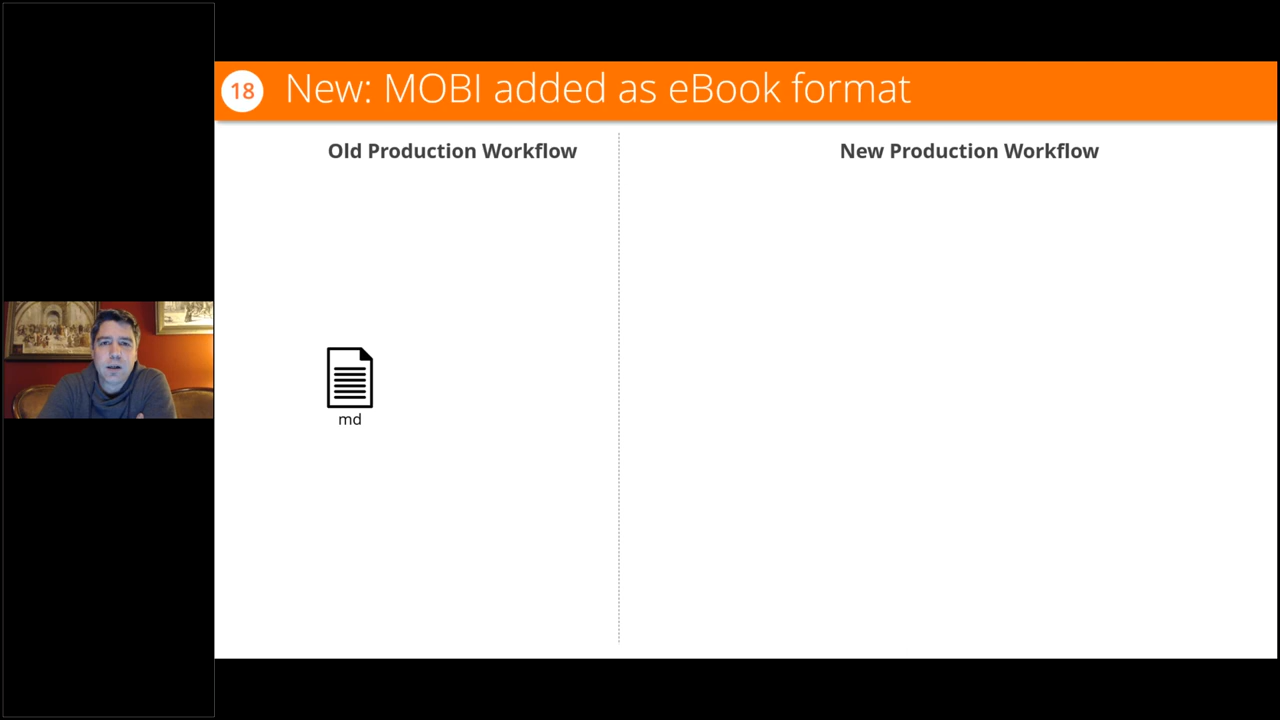 18
New: MOBI added as eBook format
Old Production Workflow
New Production Workflow
md